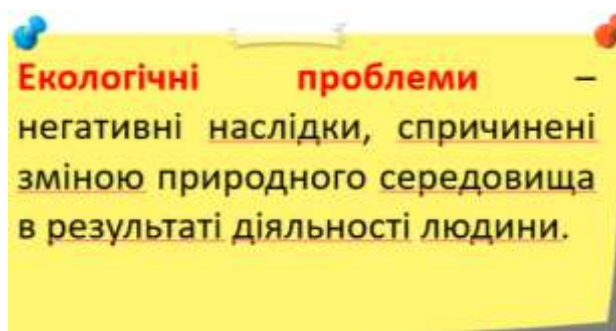 Екологічні проблеми –
негативні наслідки, спричинені
зміною природного середовища
в результаті діяльності людини.